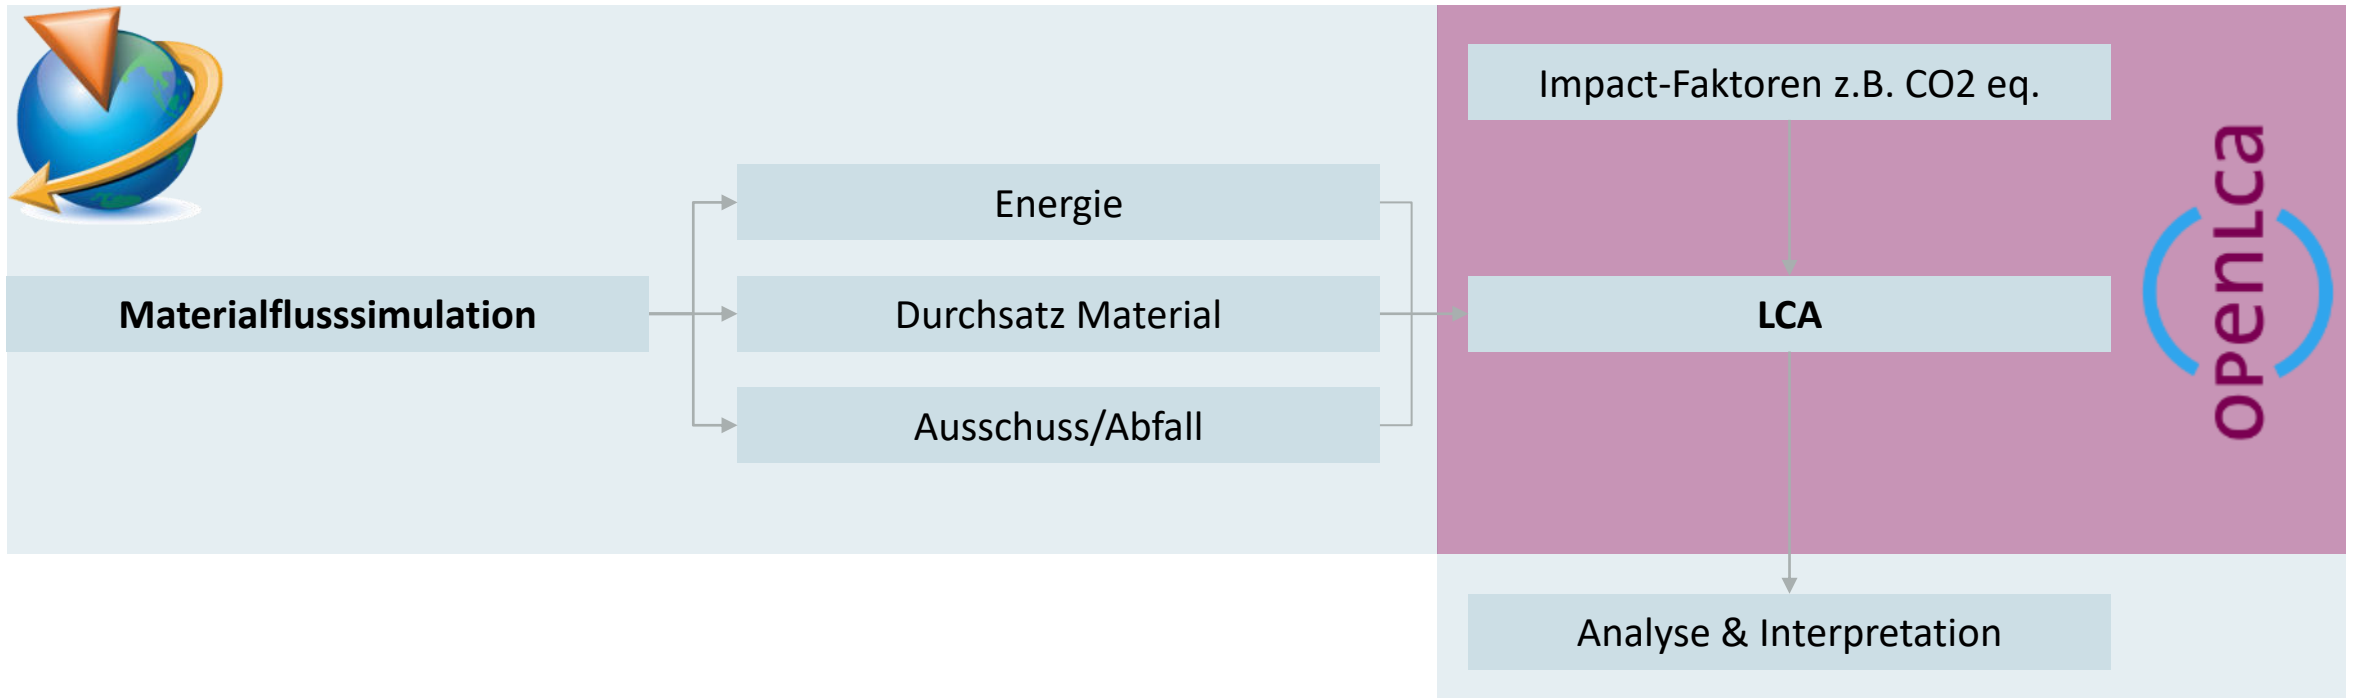 Impact-Faktoren z.B. CO2 eq.
Energie
Materialflusssimulation
Durchsatz Material
LCA
Ausschuss/Abfall
Analyse & Interpretation
openLca